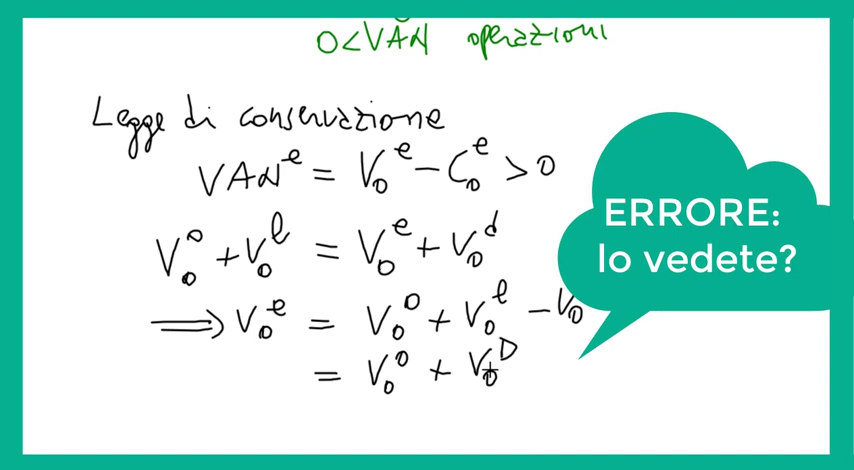 0<VAN operazioni
Legge di conservazione
VAN^e = V_0^e - C_0^e > 0
V_0^o + V_0^l = V_0^e + V_0^d
⟹ V_0^e = V_0^o + V_0^l - V_0
= V_0^o + V_0^D
ERRORE:
lo vedete?